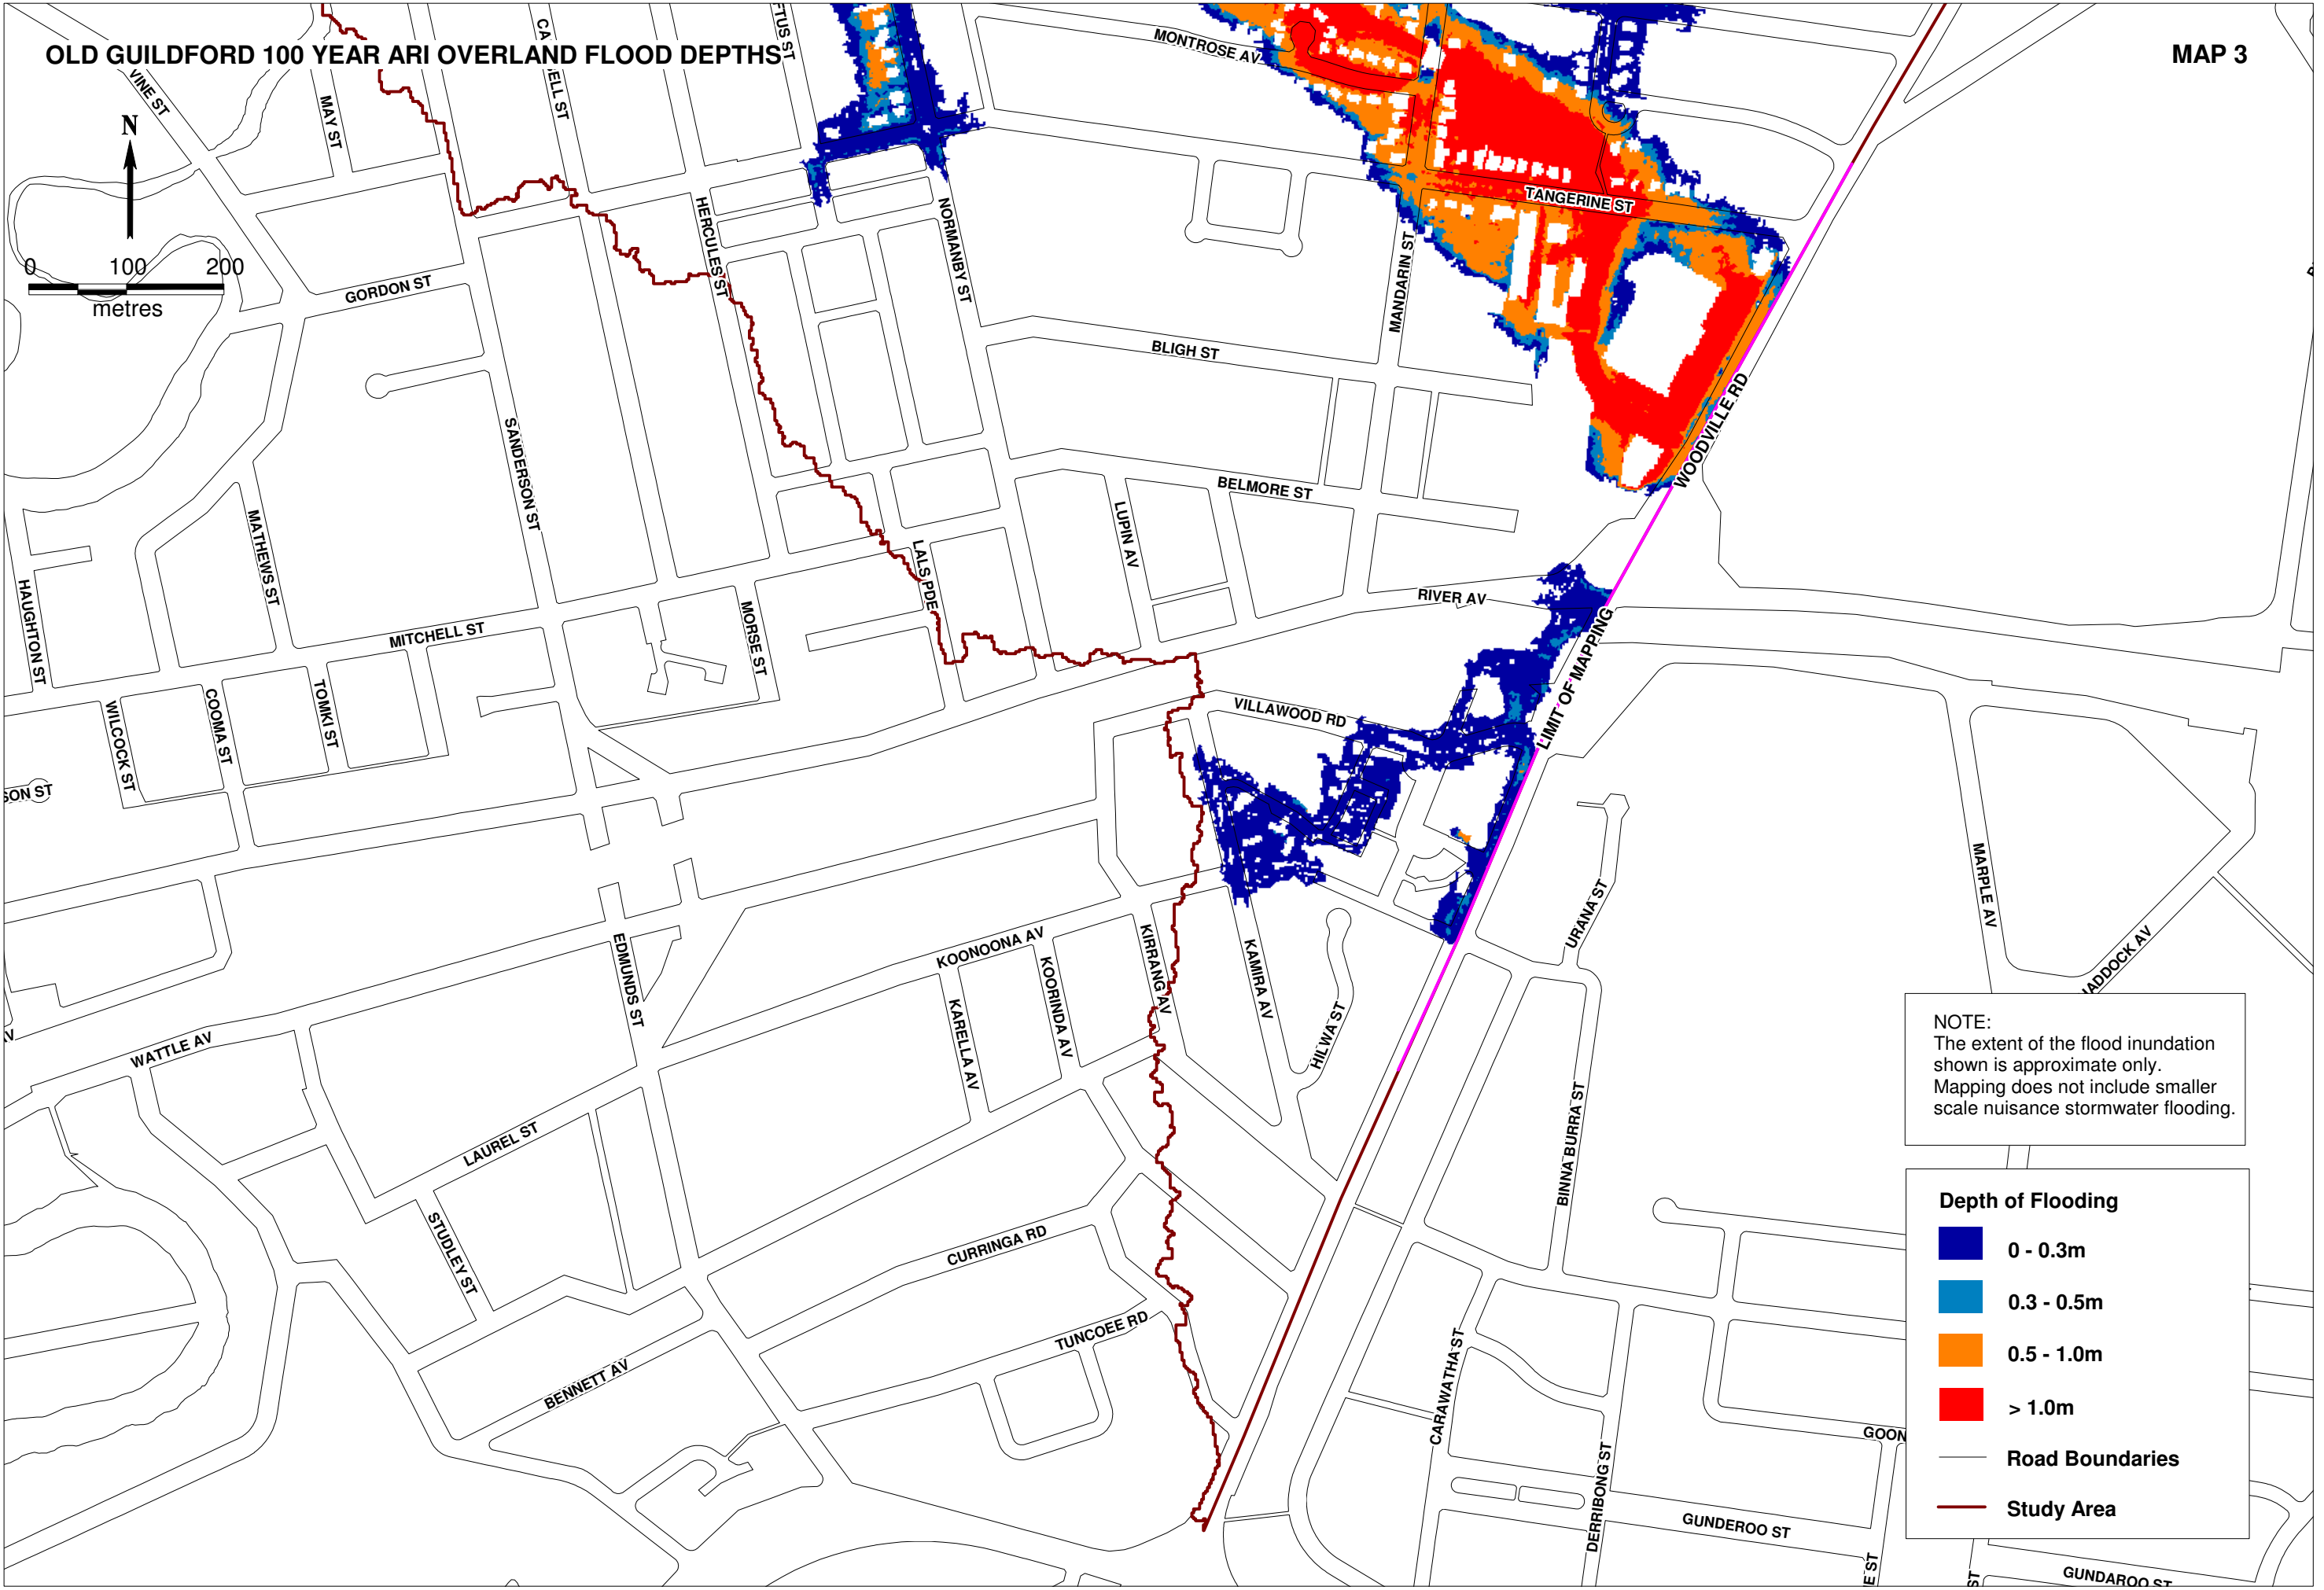 OLD GUILDFORD 100 YEAR ARI OVERLAND FLOOD DEPTHS
MAP 3
N
0 100 200
metres
VINE ST
MAY ST
MONTROSE AV
TANGERINE ST
HERCULES ST
NORMANBY ST
MANDARIN ST
GORDON ST
BLIGH ST
WOODVILLE RD
SANDERSON ST
BELMORE ST
LUPIN AV
MATHEWS ST
LALS PDE
HAUGHTON ST
RIVER AV
MITCHELL ST
MORSE ST
LIMIT OF MAPPING
WILCOCK ST
COOMA ST
TOMKI ST
VILLAWOOD RD
SON ST
MARPLE AV
URANA ST
EDMUNDS ST
KOONOONA AV
KOORINDA AV
KIRRANG AV
KAMIRA AV
KARELLA AV
HILWA ST
ADDOCK AV
WATTLE AV
LAUREL ST
BINNA BURRA ST
STUDLEY ST
CURRINGA RD
TUNCOEE RD
BENNETT AV
CARAWATHA ST
DERRIBONG ST
GOON
GUNDEROO ST
GUNDAROO ST
NOTE:
The extent of the flood inundation
shown is approximate only.
Mapping does not include smaller
scale nuisance stormwater flooding.
Depth of Flooding
0 - 0.3m
0.3 - 0.5m
0.5 - 1.0m
> 1.0m
Road Boundaries
Study Area